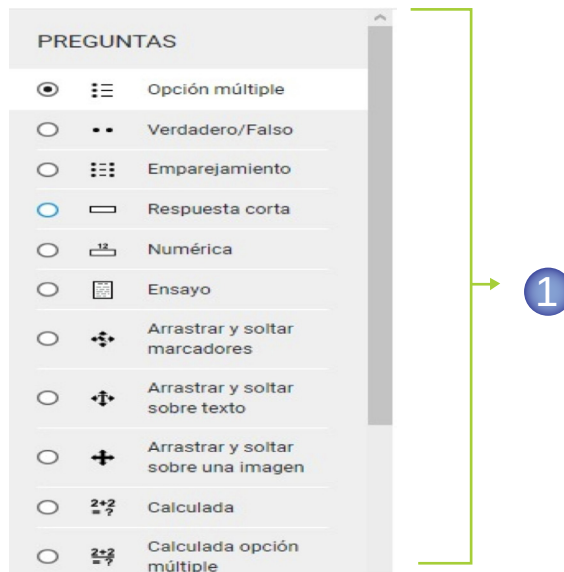 PREGUNTAS
Opción múltiple
Verdadero/Falso
Emparejamiento
Respuesta corta
12
Numérica
Ensayo
Arrastrar y soltar
marcadores
Arrastrar y soltar
sobre texto
Arrastrar y soltar
sobre una imagen
2+2
= ?
Calculada
2+2
= ?
Calculada opción
múltiple
1